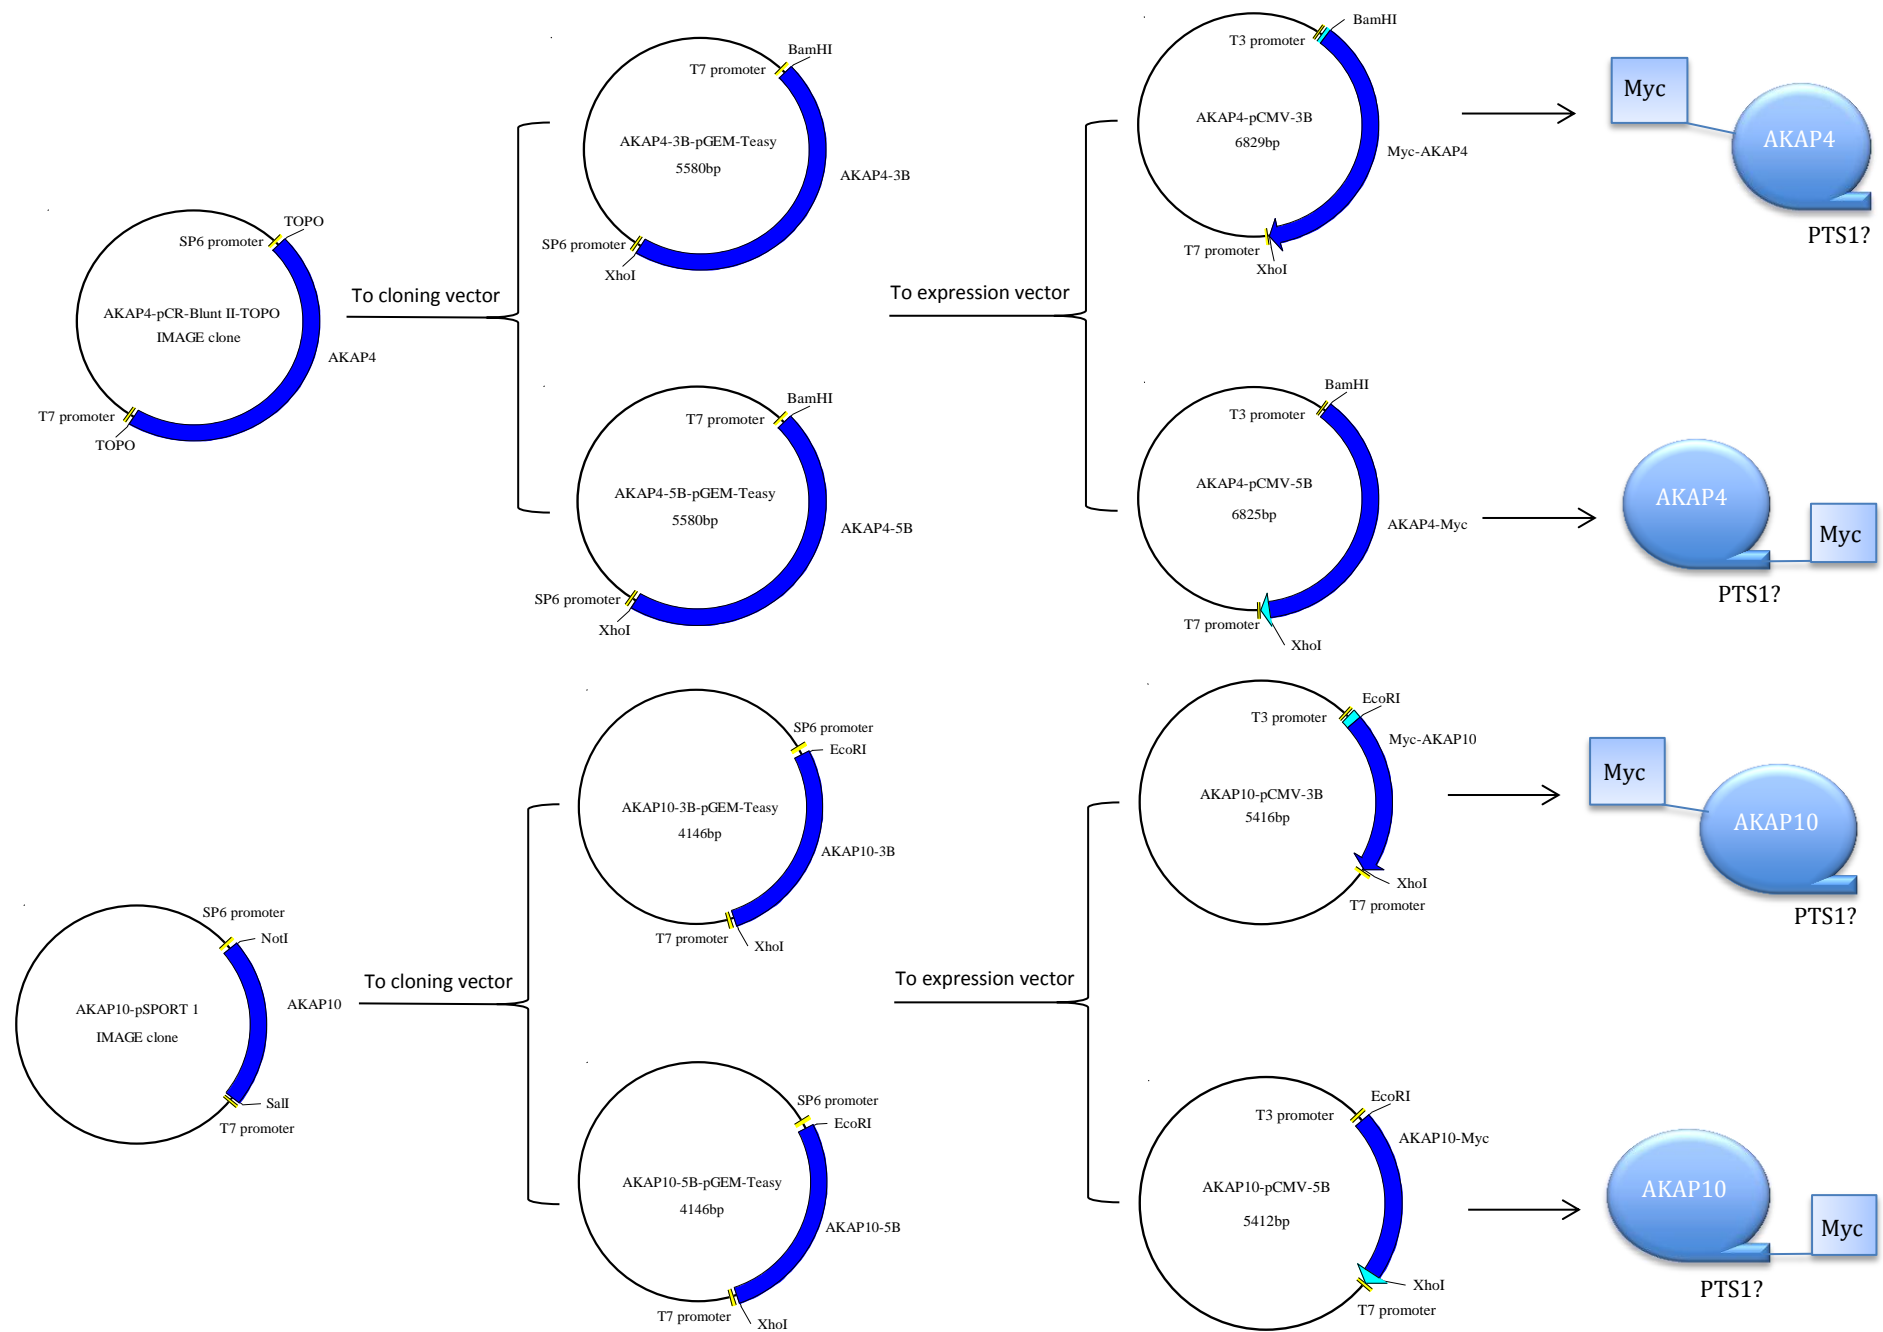 BamHI
T7 promoter
AKAP4-3B-pGEM-Teasy
5580bp
AKAP4-3B
SP6 promoter
XhoI
BamHI
T3 promoter
AKAP4-pCMV-3B
6829bp
Myc-AKAP4
T7 promoter
XhoI
Myc
AKAP4
PTS1?
TOPO
SP6 promoter
AKAP4-pCR-Blunt II-TOPO
IMAGE clone
AKAP4
T7 promoter
TOPO
To cloning vector
To expression vector
BamHI
T7 promoter
AKAP4-5B-pGEM-Teasy
5580bp
AKAP4-5B
SP6 promoter
XhoI
BamHI
T3 promoter
AKAP4-pCMV-5B
6825bp
AKAP4-Myc
T7 promoter
XhoI
AKAP4
Myc
PTS1?
SP6 promoter
EcoRI
AKAP10-3B-pGEM-Teasy
4146bp
AKAP10-3B
T7 promoter
XhoI
EcoRI
T3 promoter
Myc-AKAP10
AKAP10-pCMV-3B
5416bp
XhoI
T7 promoter
Myc
AKAP10
PTS1?
SP6 promoter
NotI
AKAP10-pSPORT 1
IMAGE clone
AKAP10
SalI
T7 promoter
To cloning vector
To expression vector
SP6 promoter
EcoRI
AKAP10-5B-pGEM-Teasy
4146bp
AKAP10-5B
T7 promoter
XhoI
EcoRI
T3 promoter
AKAP10-Myc
AKAP10-pCMV-5B
5412bp
XhoI
T7 promoter
AKAP10
Myc
PTS1?